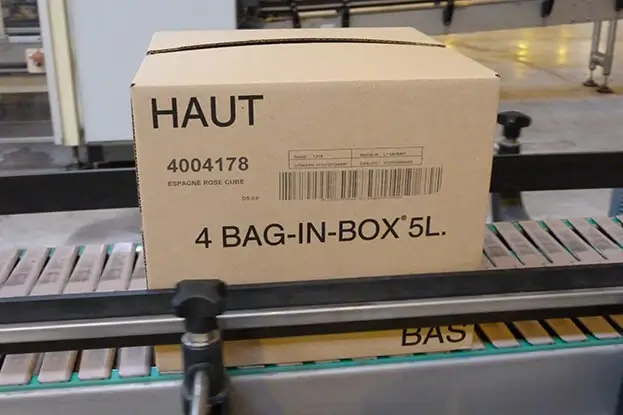 HAUT
4004178
ESPAGNE ROSE CUBE
4 BAG-IN-BOX® 5L.
BAS